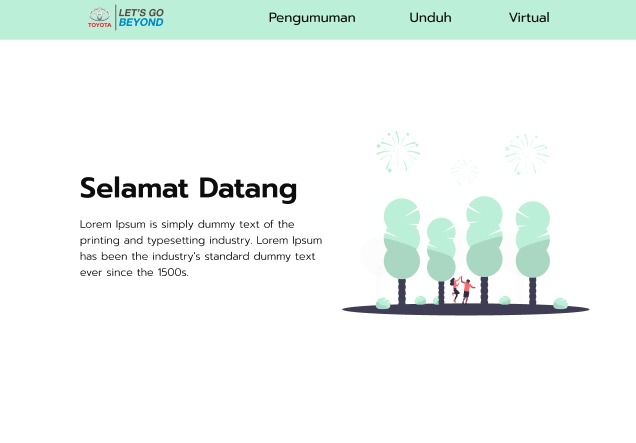 TOYOTA
LET'S GO
BEYOND
Pengumuman
Unduh
Virtual
Selamat Datang
Lorem Ipsum is simply dummy text of the
printing and typesetting industry. Lorem Ipsum
has been the industry's standard dummy text
ever since the 1500s.